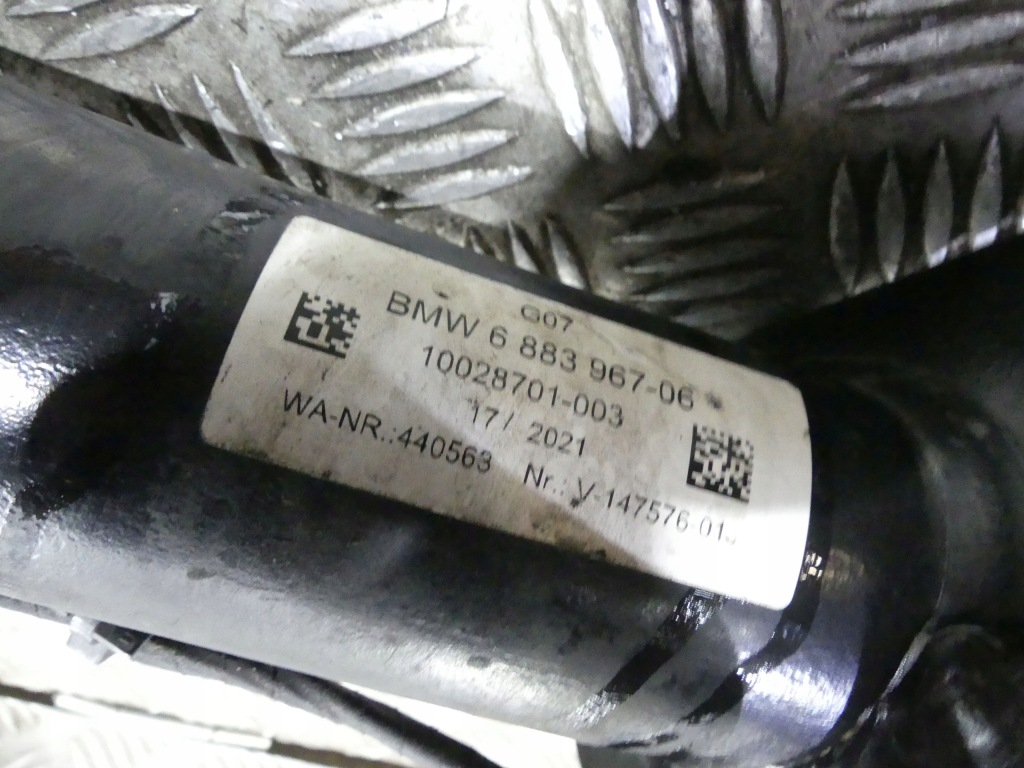 G07
BMW 6 883 967-06 *
10028701-003
17/ 2021
WA-NR.:440563 Nr.: V-147576-01